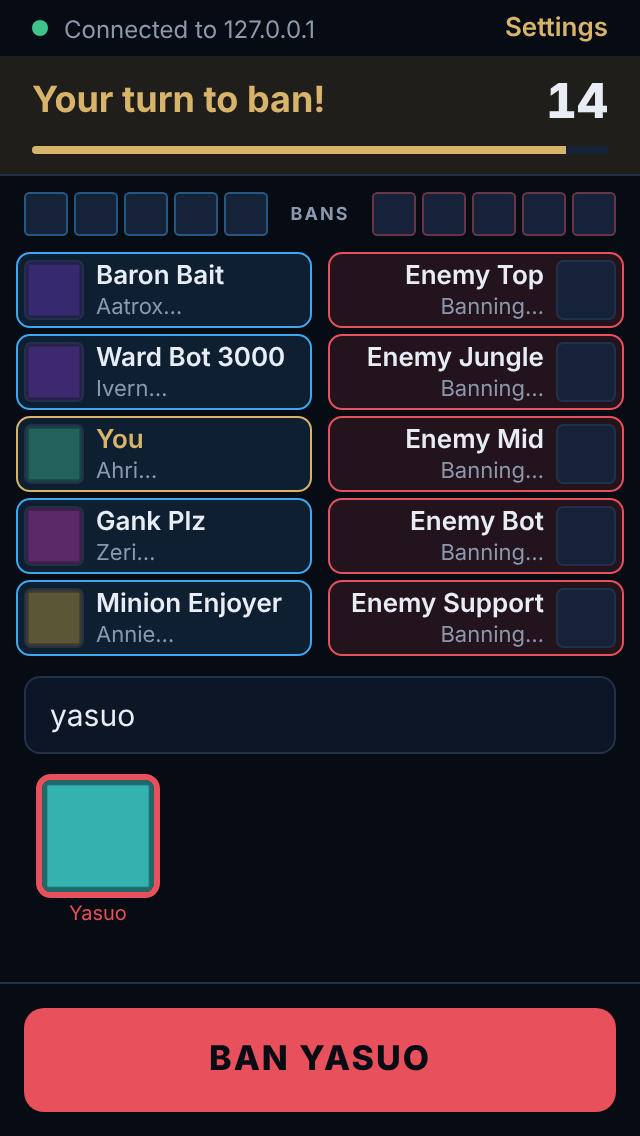 Connected to 127.0.0.1
Settings
Your turn to ban!
14
BANS
Baron Bait
Aatrox...
Enemy Top
Banning...
Ward Bot 3000
Ivern...
Enemy Jungle
Banning...
You
Ahri...
Enemy Mid
Banning...
Gank Plz
Zeri...
Enemy Bot
Banning...
Minion Enjoyer
Annie...
Enemy Support
Banning...
yasuo
Yasuo
BAN YASUO